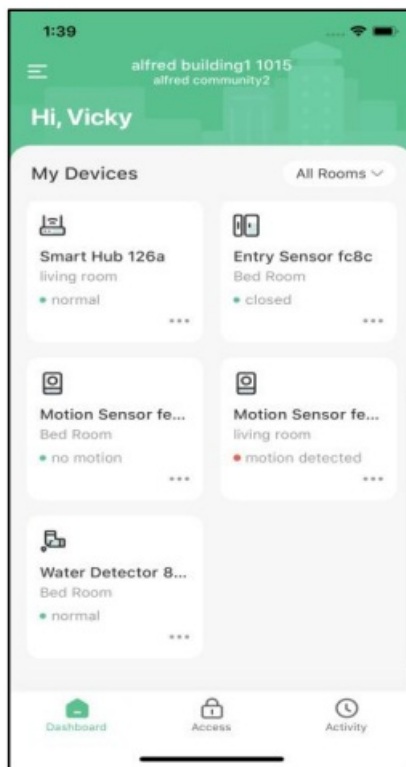 1:39
alfred building1 1015
alfred community2
Hi, Vicky
My Devices
All Rooms
Smart Hub 126a
living room
normal
Entry Sensor fc8c
Bed Room
closed
Motion Sensor fe...
Bed Room
no motion
Motion Sensor fe...
living room
motion detected
Water Detector 8...
Bed Room
normal
Dashboard
Access
Activity